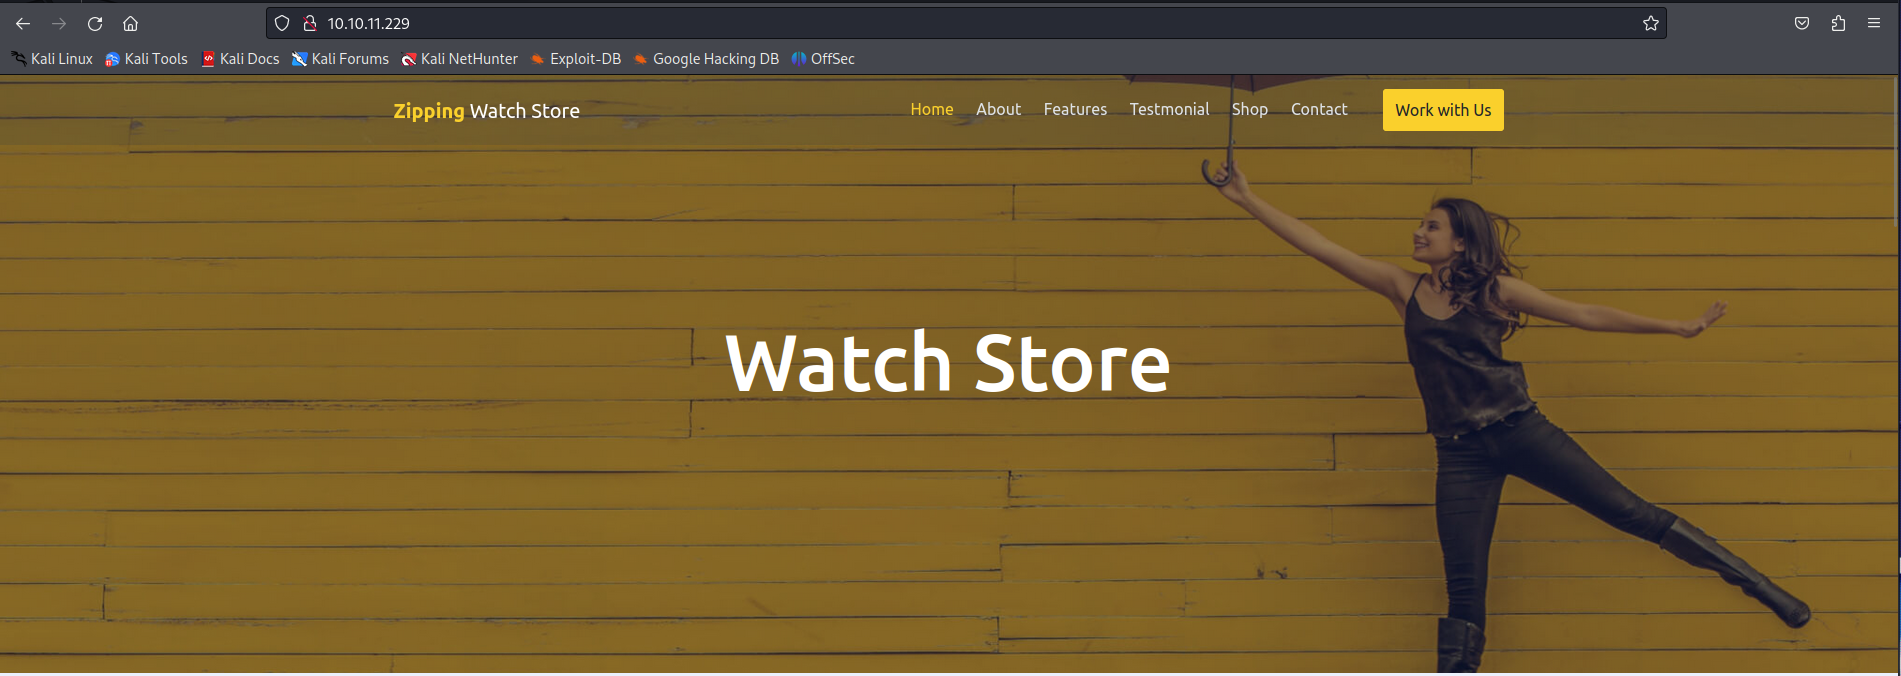 10.10.11.229
Kali Linux Kali Tools Kali Docs Kali Forums Kali NetHunter Exploit-DB Google Hacking DB OffSec
Zipping Watch Store Home About Features Testmonial Shop Contact Work with Us
Watch Store